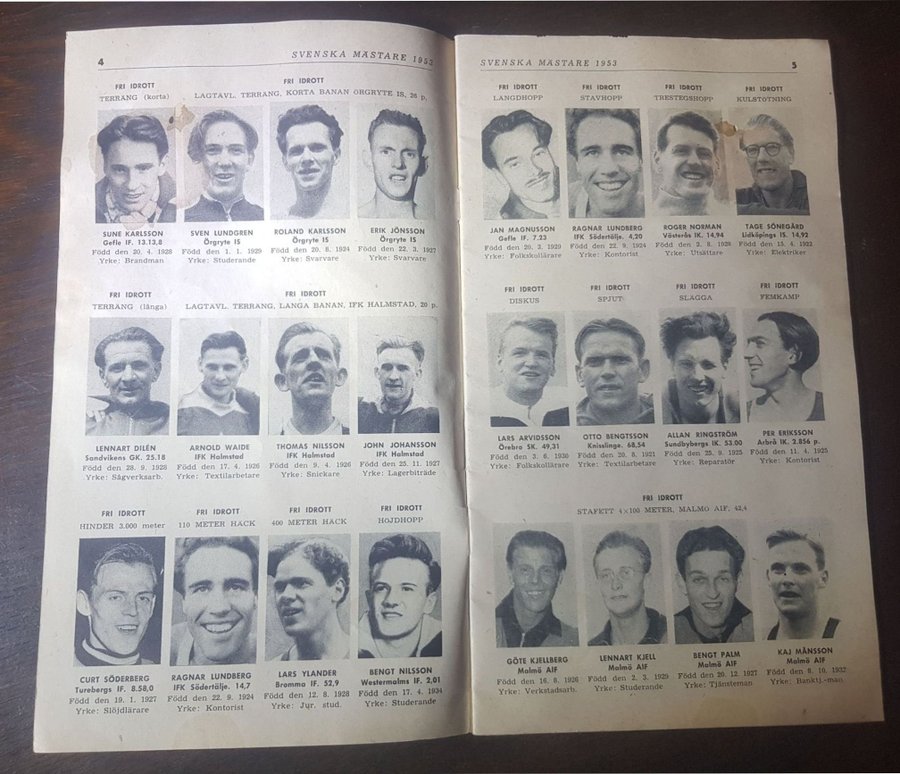 4
SVENSKA MÄSTARE 1953
FRI IDROTT
TERRÄNG (korta)
FRI IDROTT
LAGTÄVL. TERRÄNG, KORTA BANAN ÖRGRYTE IS, 26 p.
SUNE KARLSSON
Gefle IF. 13.13,8
Född den 20. 4. 1928
Yrke: Brandman
SVEN LUNDGREN
Örgryte IS
Född den 1. 1. 1929
Yrke: Studerande
ROLAND KARLSSON
Örgryte IS
Född den 20. 8. 1924
Yrke: Svarvare
ERIK JÖNSSON
Örgryte IS
Född den 22. 3. 1927
Yrke: Svarvare
FRI IDROTT
TERRÄNG (långa)
FRI IDROTT
LAGTÄVL. TERRÄNG, LÅNGA BANAN, IFK HALMSTAD, 20 p.
LENNART DILÉN
Sandvikens GK. 25.18
Född den 28. 9. 1928
Yrke: Sågverksarb.
ARNOLD WAIDE
IFK Halmstad
Född den 17. 4. 1926
Yrke: Textilarbetare
THOMAS NILSSON
IFK Halmstad
Född den 9. 4. 1926
Yrke: Snickare
JOHN JOHANSSON
IFK Halmstad
Född den 25. 11. 1927
Yrke: Lagerbiträde
FRI IDROTT
HINDER 3.000 meter
FRI IDROTT
110 METER HÄCK
FRI IDROTT
400 METER HÄCK
FRI IDROTT
HÖJDHOPP
CURT SÖDERBERG
Turebergs IF. 8.58,0
Född den 19. 1. 1927
Yrke: Slöjdlärare
RAGNAR LUNDBERG
IFK Södertälje. 14,7
Född den 22. 9. 1924
Yrke: Kontorist
LARS YLANDER
Bromma IF. 52,9
Född den 12. 8. 1928
Yrke: Jur. stud.
BENGT NILSSON
Westermalms IF. 2,01
Född den 17. 4. 1934
Yrke: Studerande
SVENSKA MÄSTARE 1953
5
FRI IDROTT
LÄNGDHOPP
FRI IDROTT
STAVHOPP
FRI IDROTT
TRESTEGSHOPP
FRI IDROTT
KULSTÖTNING
JAN MAGNUSSON
Gefle IF. 7.23
Född den 20. 2. 1929
Yrke: Folkskollärare
RAGNAR LUNDBERG
IFK Södertälje. 4,20
Född den 22. 9. 1924
Yrke: Kontorist
ROGER NORMAN
Västerås IK. 14,94
Född den 2. 8. 1928
Yrke: Utsättare
TAGE SÖNEGÅRD
Lidköpings IS. 14,92
Född den 15. 4. 1922
Yrke: Elektriker
FRI IDROTT
DISKUS
FRI IDROTT
SPJUT
FRI IDROTT
SLÄGGA
FRI IDROTT
FEMKAMP
LARS ARVIDSSON
Örebro SK. 49,31
Född den 3. 6. 1930
Yrke: Folkskollärare
OTTO BENGTSSON
Knisslinge. 68,54
Född den 20. 8. 1921
Yrke: Textilarbetare
ALLAN RINGSTRÖM
Sundbybergs IK. 53.00
Född den 25. 9. 1925
Yrke: Reparatör
PER ERIKSSON
Arbrå IK. 2.856 p.
Född den 11. 4. 1925
Yrke: Kontorist
FRI IDROTT
STAFETT 4×100 METER, MALMÖ AIF, 42,4
GÖTE KJELLBERG
Malmö AIF
Född den 16. 8. 1926
Yrke: Verkstadsarb.
LENNART KJELL
Malmö AIF
Född den 2. 3. 1929
Yrke: Studerande
BENGT PALM
Malmö AIF
Född den 20. 12. 1927
Yrke: Tjänsteman
KAJ MÅNSSON
Malmö AIF
Född den 8. 10. 1932
Yrke: Banktj.-man